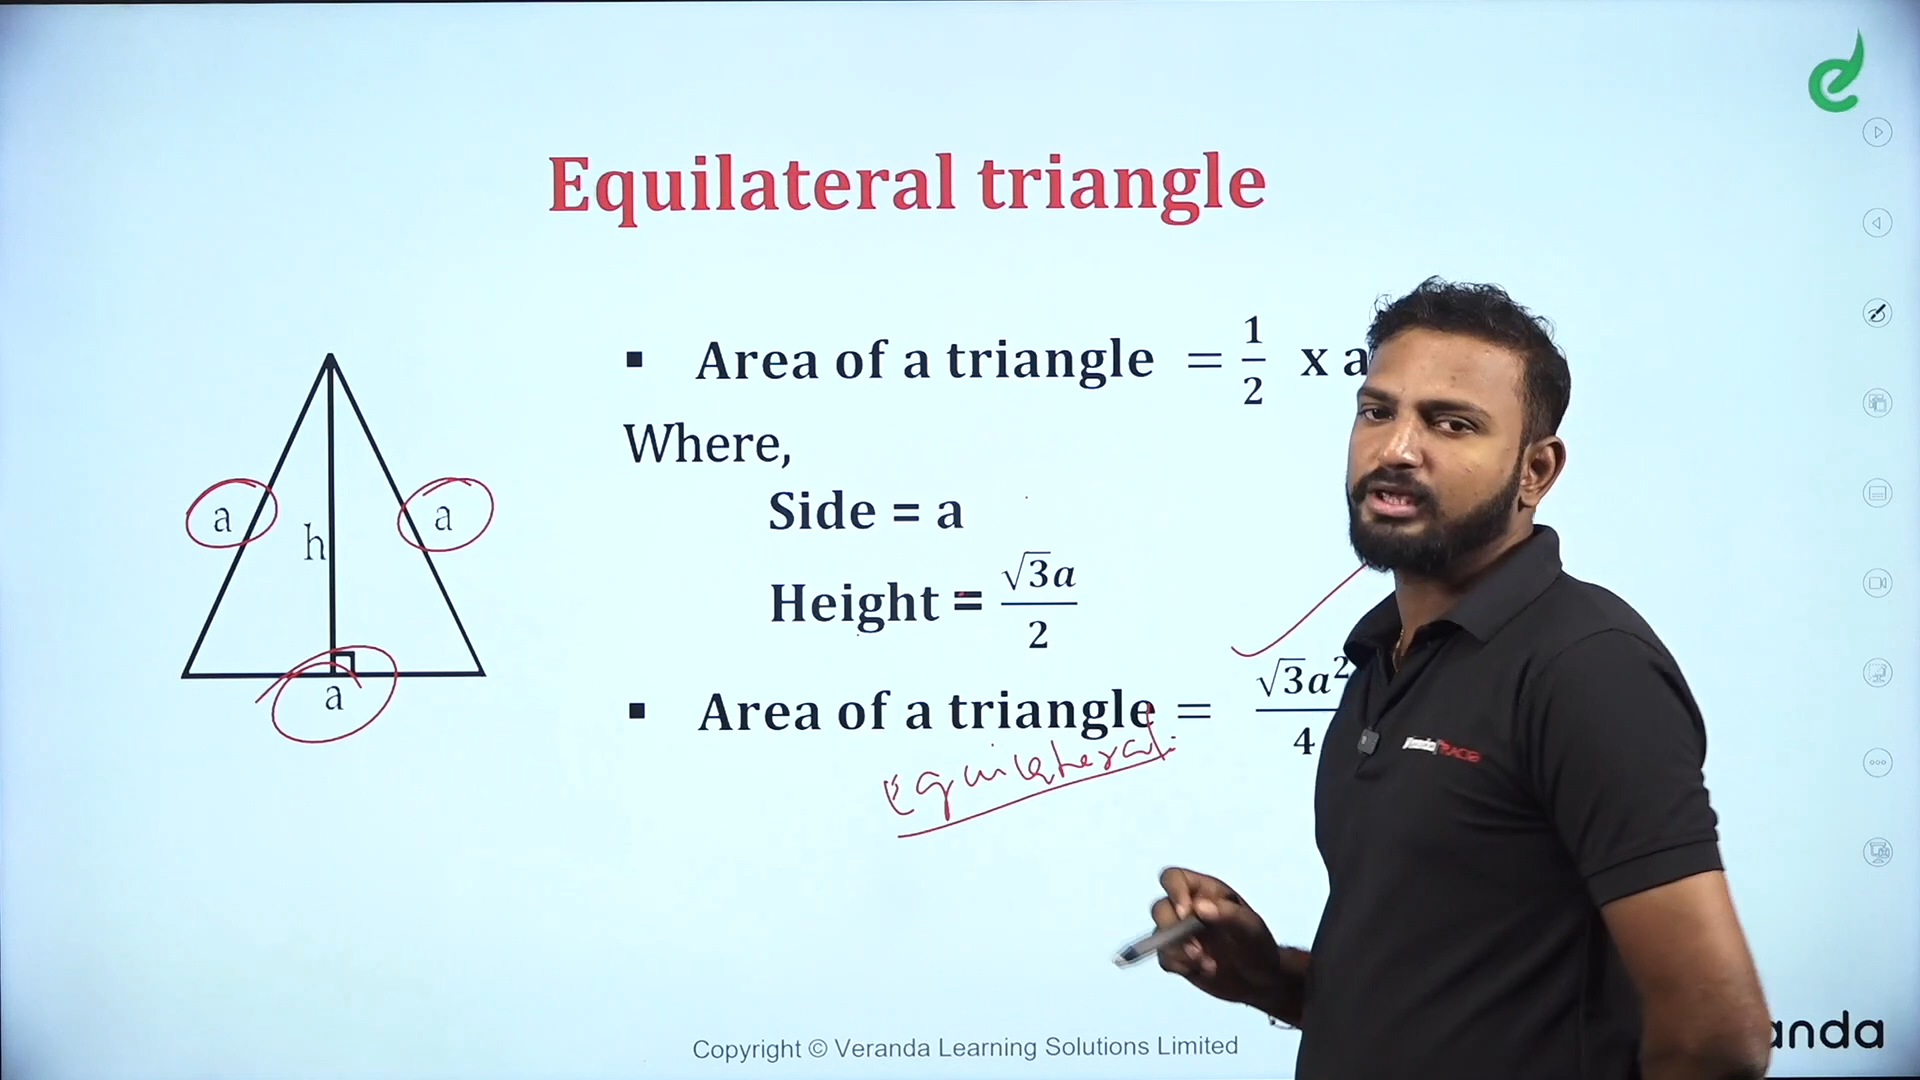 Equilateral triangle
▪ Area of a triangle = 1/2 x a
Where,
Side = a
a
a
h
Height = √3a/2
a
▪ Area of a triangle = √3a²/4
Equilateral
Copyright © Veranda Learning Solutions Limited
anda